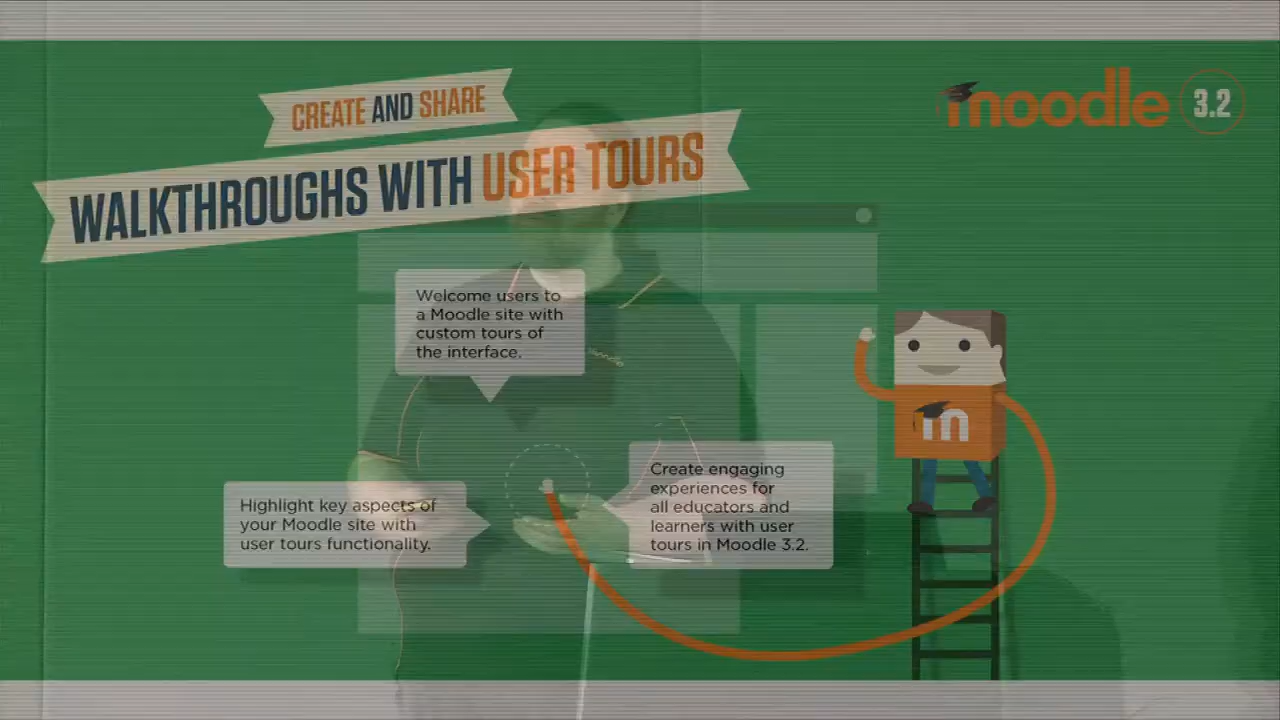 CREATE AND SHARE
WALKTHROUGHS WITH USER TOURS
moodle 3.2
Welcome users to
a Moodle site with
custom tours of
the interface.
Highlight key aspects of
your Moodle site with
user tours functionality.
Create engaging
experiences for
all educators and
learners with user
tours in Moodle 3.2.
m